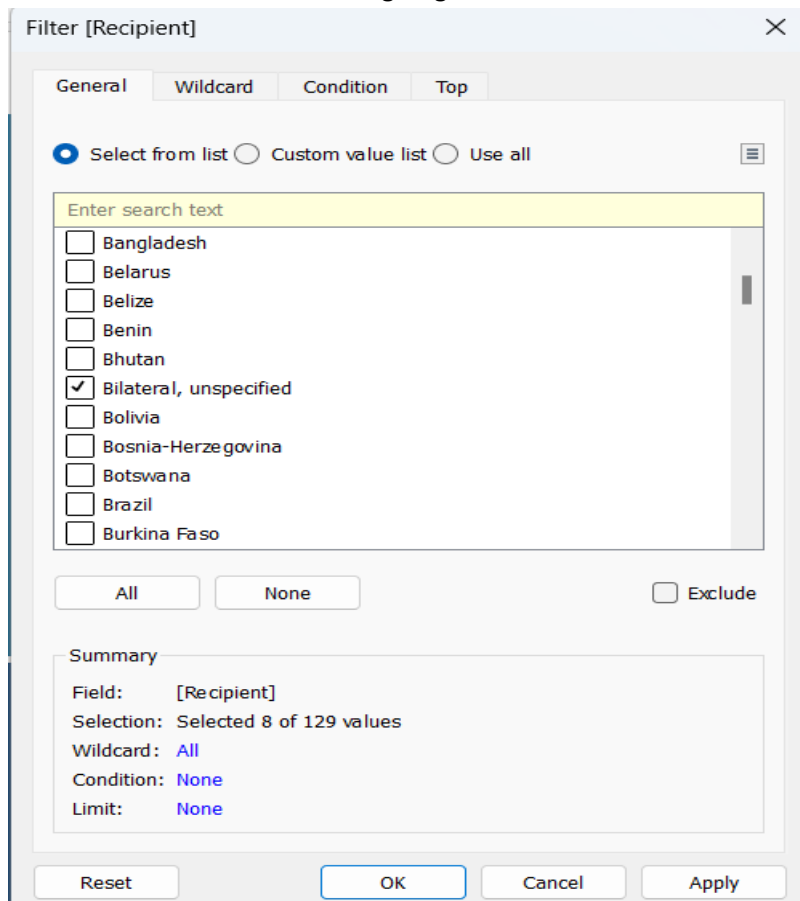 Filter [Recipient]
General Wildcard Condition Top
Select from list Custom value list Use all
Enter search text
Bangladesh
Belarus
Belize
Benin
Bhutan
Bilateral, unspecified
Bolivia
Bosnia-Herzegovina
Botswana
Brazil
Burkina Faso
All None Exclude
Summary
Field: [Recipient]
Selection: Selected 8 of 129 values
Wildcard: All
Condition: None
Limit: None
Reset OK Cancel Apply